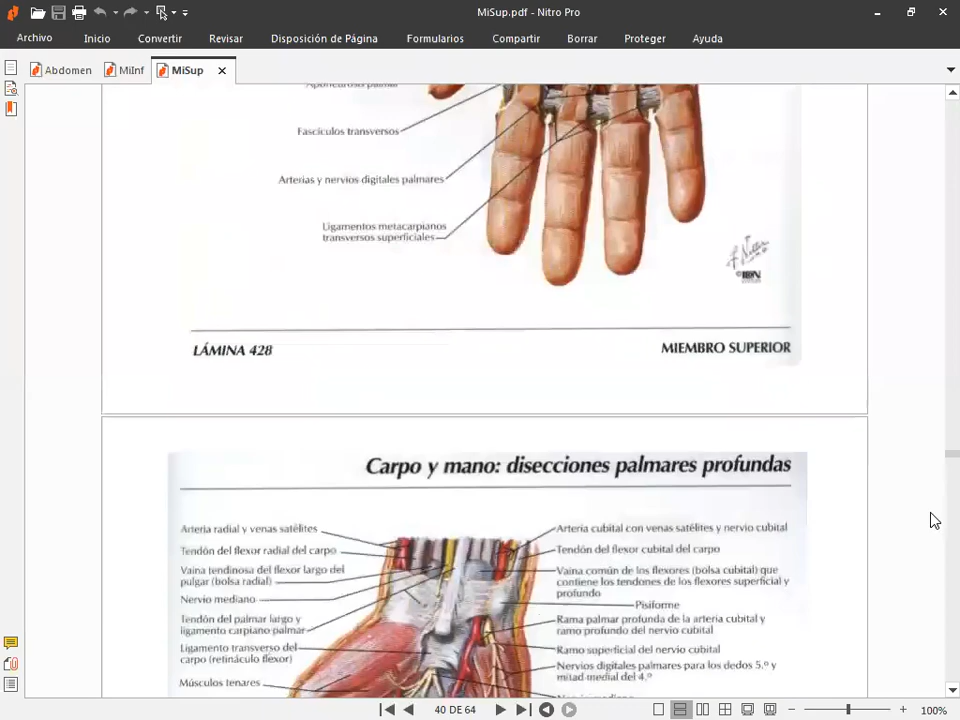 MiSup.pdf - Nitro Pro
Archivo Inicio Convertir Revisar Disposición de Página Formularios Compartir Borrar Proteger Ayuda
Abdomen MiInf MiSup
Aponeurosis palmar
Fascículos transversos
Arterias y nervios digitales palmares
Ligamentos metacarpianos
transversos superficiales
LÁMINA 428
MIEMBRO SUPERIOR
Carpo y mano: disecciones palmares profundas
Arteria radial y venas satélites
Tendón del flexor radial del carpo
Vaina tendinosa del flexor largo del
pulgar (bolsa radial)
Nervio mediano
Tendón del palmar largo y
ligamento carpiano palmar
Ligamento transverso del
carpo (retináculo flexor)
Músculos tenares
Arteria cubital con venas satélites y nervio cubital
Tendón del flexor cubital del carpo
Vaina común de los flexores (bolsa cubital) que
contiene los tendones de los flexores superficial y
profundo
Pisiforme
Rama palmar profunda de la arteria cubital y
ramo profundo del nervio cubital
Ramo superficial del nervio cubital
Nervios digitales palmares para los dedos 5.º y
mitad medial del 4.º
Nervio mediano
40 DE 64
100%